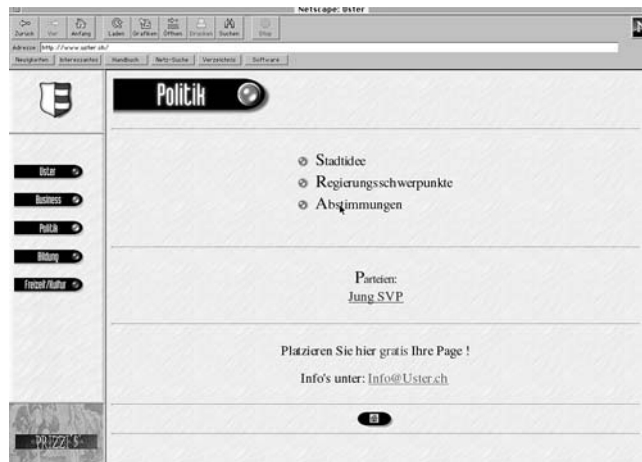 Netscape: Uster
Zurück Vor Anfang Laden Grafiken Öffnen Drucken Suchen Stop
Adresse: http://www.uster.ch/
Neuigkeiten Interessantes Handbuch Netz-Suche Verzeichnis Software
Politik
Uster
Business
Politik
Bildung
Freizeit/Kultur
Stadtidee
Regierungsschwerpunkte
Abstimmungen
Parteien:
Jung SVP
Platzieren Sie hier gratis Ihre Page !
Info's unter: Info@Uster.ch